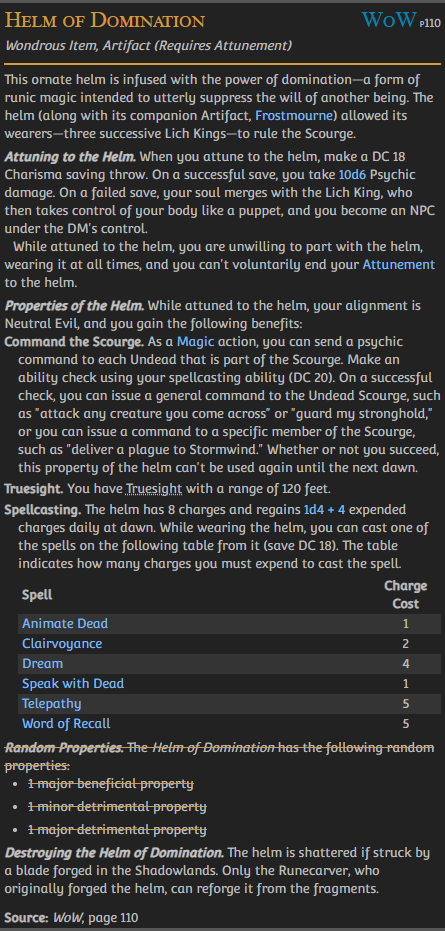 Helm of Domination WoW p110
Wondrous Item, Artifact (Requires Attunement)
This ornate helm is infused with the power of domination—a form of
runic magic intended to utterly suppress the will of another being. The
helm (along with its companion Artifact, Frostmourne) allowed its
wearers—three successive Lich Kings—to rule the Scourge.
Attuning to the Helm. When you attune to the helm, make a DC 18
Charisma saving throw. On a successful save, you take 10d6 Psychic
damage. On a failed save, your soul merges with the Lich King, who
then takes control of your body like a puppet, and you become an NPC
under the DM's control.
While attuned to the helm, you are unwilling to part with the helm,
wearing it at all times, and you can't voluntarily end your Attunement
to the helm.
Properties of the Helm. While attuned to the helm, your alignment is
Neutral Evil, and you gain the following benefits:
Command the Scourge. As a Magic action, you can send a psychic
command to each Undead that is part of the Scourge. Make an
ability check using your spellcasting ability (DC 20). On a successful
check, you can issue a general command to the Undead Scourge, such
as "attack any creature you come across" or "guard my stronghold,"
or you can issue a command to a specific member of the Scourge,
such as "deliver a plague to Stormwind." Whether or not you succeed,
this property of the helm can't be used again until the next dawn.
Truesight. You have Truesight with a range of 120 feet.
Spellcasting. The helm has 8 charges and regains 1d4 + 4 expended
charges daily at dawn. While wearing the helm, you can cast one of
the spells on the following table from it (save DC 18). The table
indicates how many charges you must expend to cast the spell.
Spell Charge Cost
Animate Dead 1
Clairvoyance 2
Dream 4
Speak with Dead 1
Telepathy 5
Word of Recall 5
Random Properties. The Helm of Domination has the following random
properties:
• 1 major beneficial property
• 1 minor detrimental property
• 1 major detrimental property
Destroying the Helm of Domination. The helm is shattered if struck by
a blade forged in the Shadowlands. Only the Runecarver, who
originally forged the helm, can reforge it from the fragments.
Source: WoW, page 110